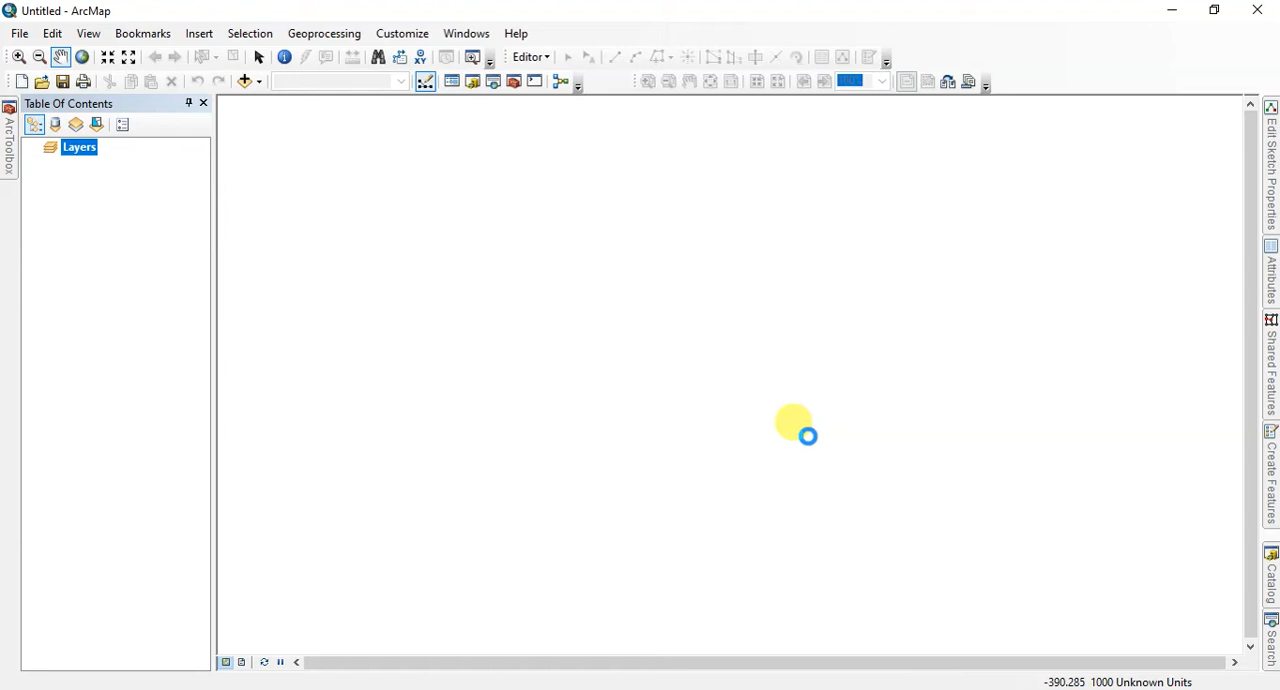 Untitled - ArcMap
File Edit View Bookmarks Insert Selection Geoprocessing Customize Windows Help
Editor
Table Of Contents
Layers
ArcToolbox
Edit Sketch Properties
Attributes
Shared Features
Create Features
Catalog
Search
-390.285 1000 Unknown Units